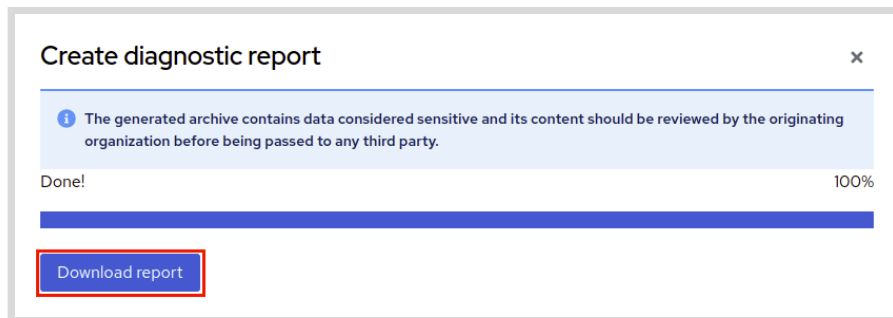 Create diagnostic report
The generated archive contains data considered sensitive and its content should be reviewed by the originating
organization before being passed to any third party.
Done! 100%
Download report